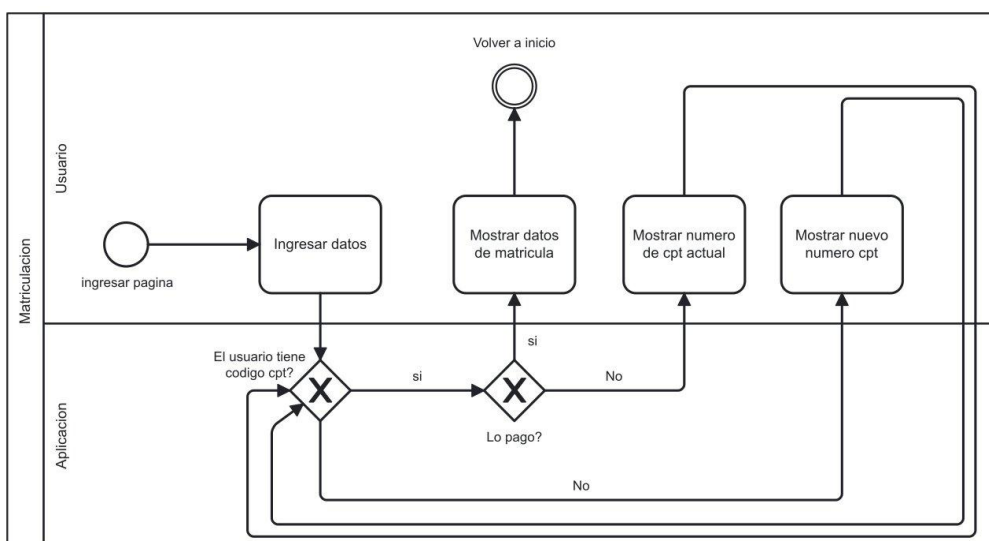 Matriculacion
Usuario
Volver a inicio
ingresar pagina
Ingresar datos
Mostrar datos
de matricula
Mostrar numero
de cpt actual
Mostrar nuevo
numero cpt
Aplicacion
El usuario tiene
codigo cpt?
si
si
No
Lo pago?
No